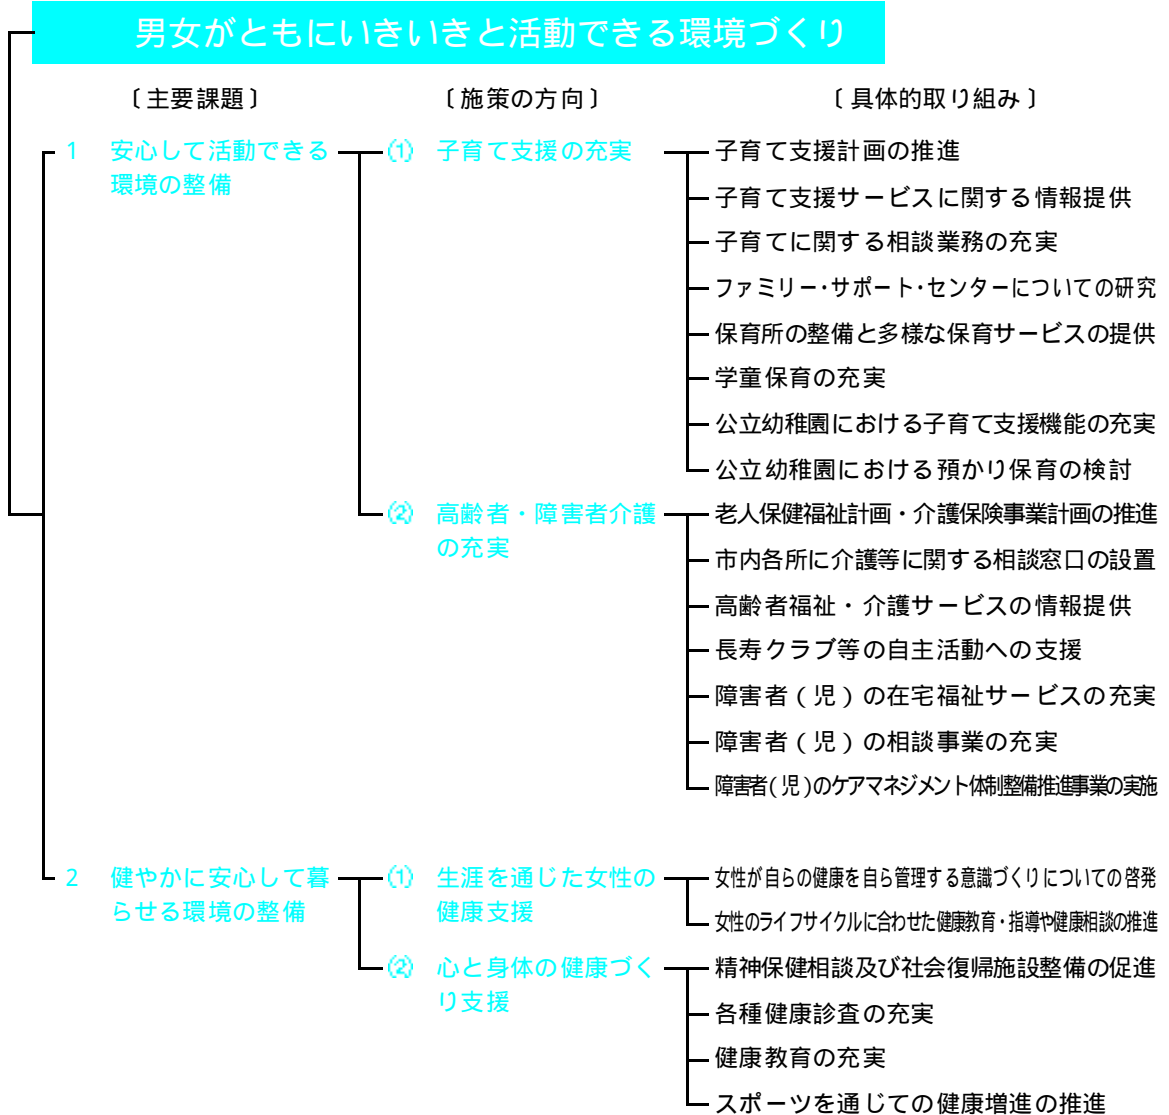 男女がともにいきいきと活動できる環境づくり
〔主要課題〕 〔施策の方向〕 〔具体的取り組み〕
1 安心して活動できる
環境の整備
(1) 子育て支援の充実
子育て支援計画の推進
子育て支援サービスに関する情報提供
子育てに関する相談業務の充実
ファミリー・サポート・センターについての研究
保育所の整備と多様な保育サービスの提供
学童保育の充実
公立幼稚園における子育て支援機能の充実
公立幼稚園における預かり保育の検討
(2) 高齢者・障害者介護
の充実
老人保健福祉計画・介護保険事業計画の推進
市内各所に介護等に関する相談窓口の設置
高齢者福祉・介護サービスの情報提供
長寿クラブ等の自主活動への支援
障害者(児)の在宅福祉サービスの充実
障害者(児)の相談事業の充実
障害者(児)のケアマネジメント体制整備推進事業の実施
2 健やかに安心して暮
らせる環境の整備
(1) 生涯を通じた女性の
健康支援
女性が自らの健康を自ら管理する意識づくりについての啓発
女性のライフサイクルに合わせた健康教育・指導や健康相談の推進
(2) 心と身体の健康づく
り支援
精神保健相談及び社会復帰施設整備の促進
各種健康診査の充実
健康教育の充実
スポーツを通じての健康増進の推進